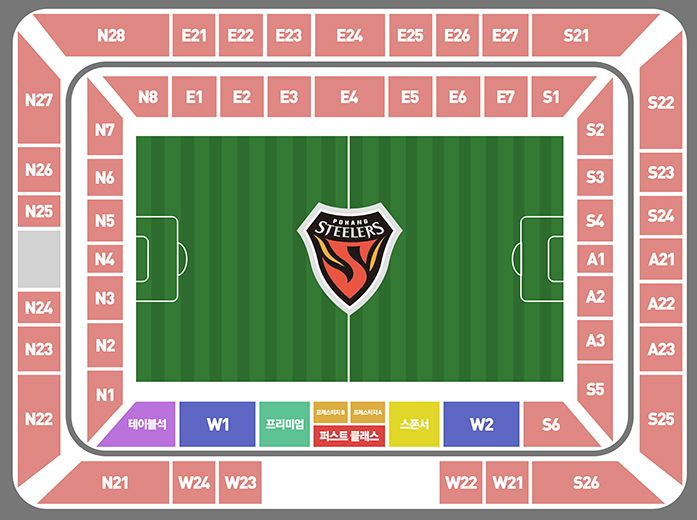 N28 E21 E22 E23 E24 E25 E26 E27 S21
N27 S22
N8 E1 E2 E3 E4 E5 E6 E7 S1
N7 S2
N26 N6 S3 S23
N25 N5 S4 S24
POHANG
STEELERS
N4 A1 A21
N24 N3 A2 A22
N23 N2 A3 A23
N22 N1 S5 S25
프레스티지 B 프레스티지 A
테이블석 W1 프리미엄 스폰서 W2 S6
퍼스트 클래스
N21 W24 W23 W22 W21 S26